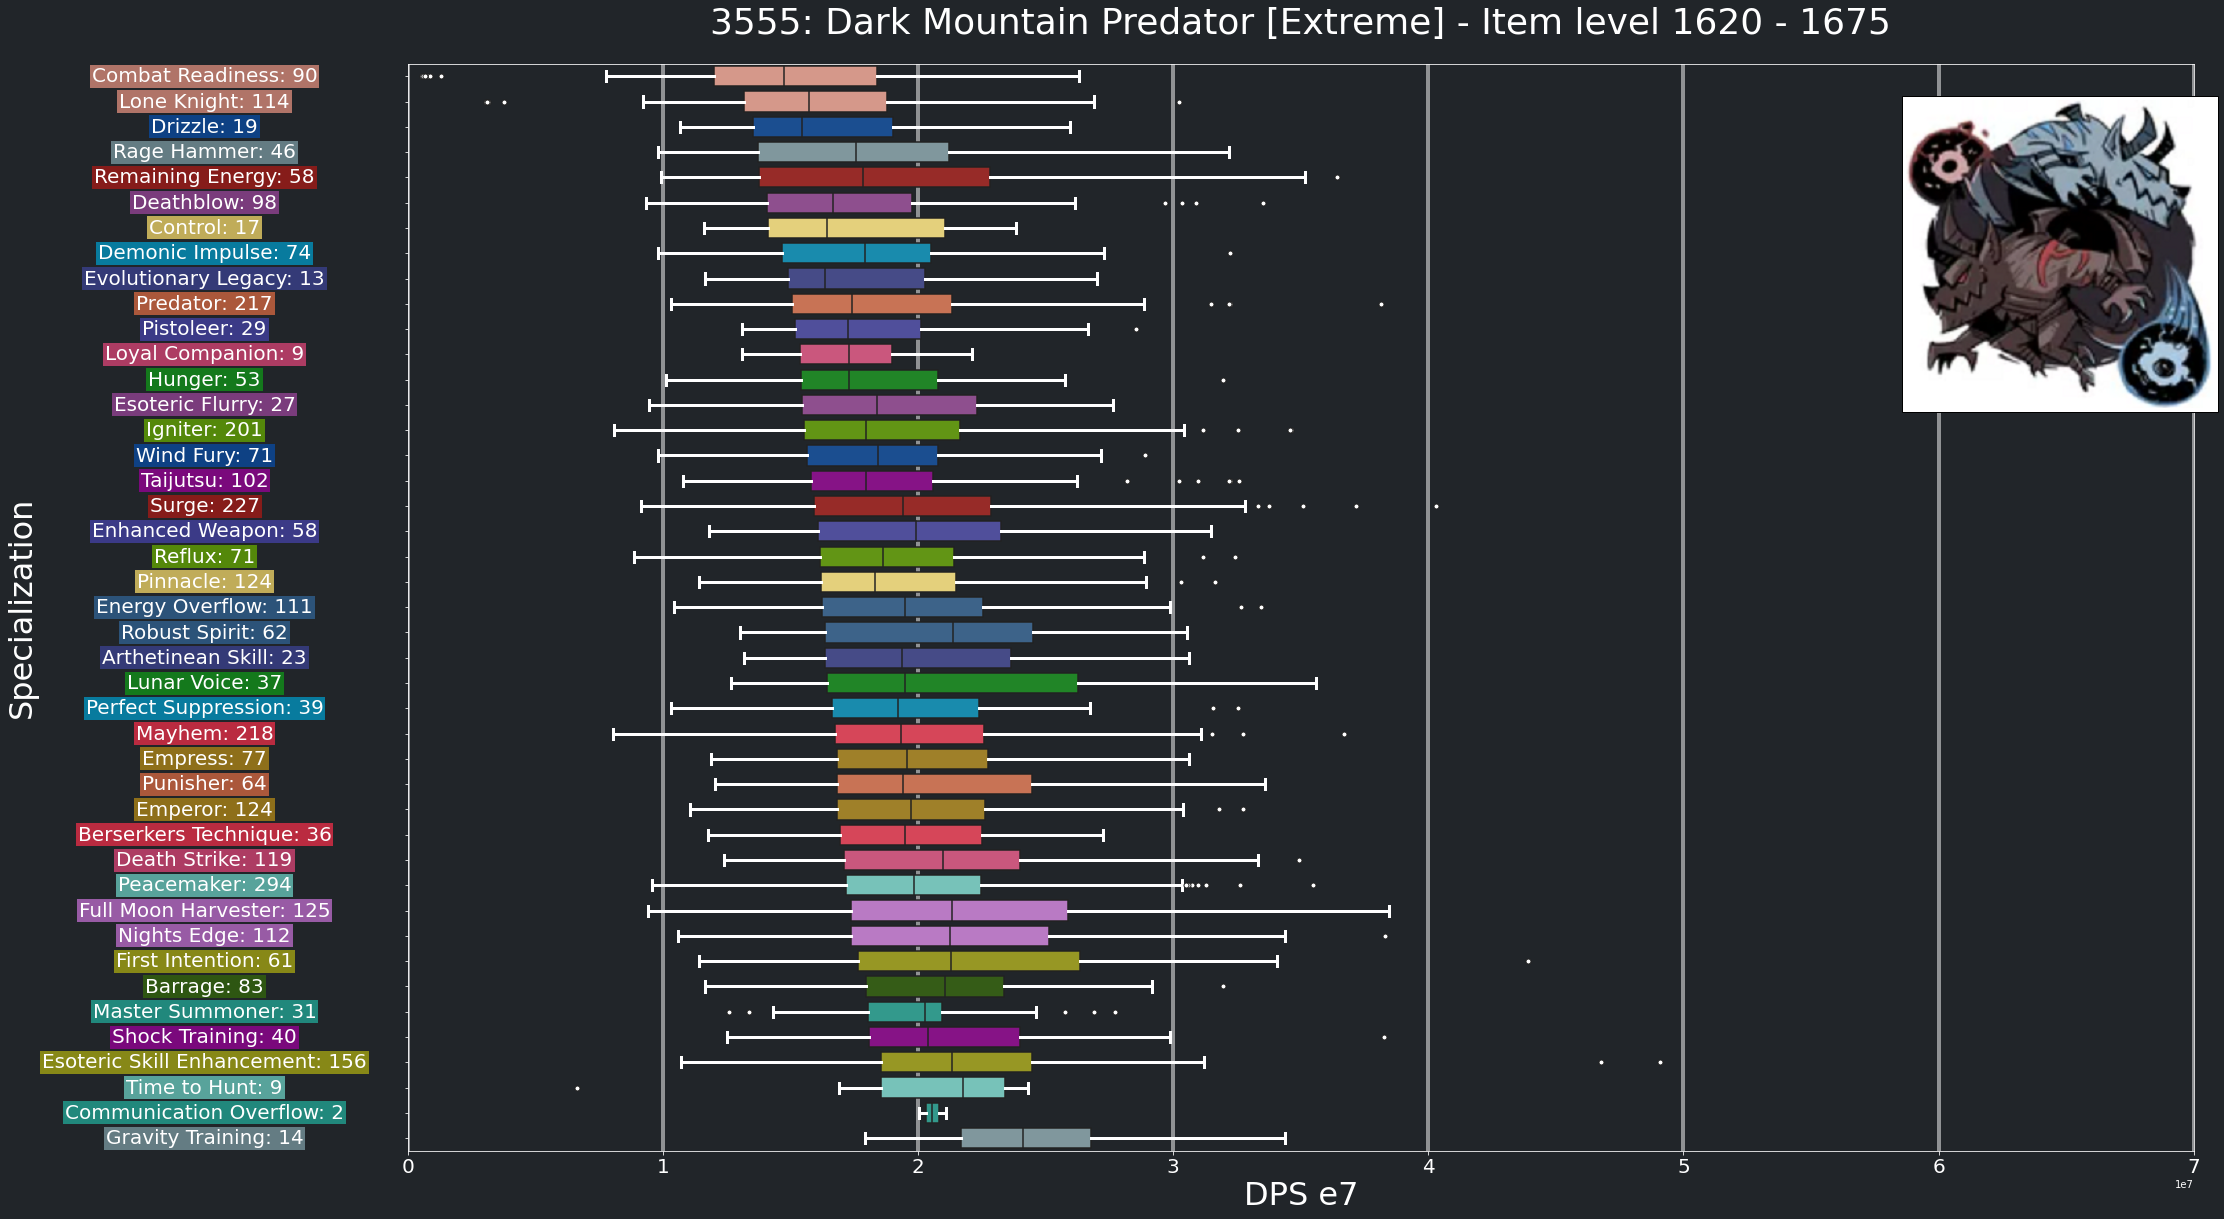 3555: Dark Mountain Predator [Extreme] - Item level 1620 - 1675
Specialization
Combat Readiness: 90
Lone Knight: 114
Drizzle: 19
Rage Hammer: 46
Remaining Energy: 58
Deathblow: 98
Control: 17
Demonic Impulse: 74
Evolutionary Legacy: 13
Predator: 217
Pistoleer: 29
Loyal Companion: 9
Hunger: 53
Esoteric Flurry: 27
Igniter: 201
Wind Fury: 71
Taijutsu: 102
Surge: 227
Enhanced Weapon: 58
Reflux: 71
Pinnacle: 124
Energy Overflow: 111
Robust Spirit: 62
Arthetinean Skill: 23
Lunar Voice: 37
Perfect Suppression: 39
Mayhem: 218
Empress: 77
Punisher: 64
Emperor: 124
Berserkers Technique: 36
Death Strike: 119
Peacemaker: 294
Full Moon Harvester: 125
Nights Edge: 112
First Intention: 61
Barrage: 83
Master Summoner: 31
Shock Training: 40
Esoteric Skill Enhancement: 156
Time to Hunt: 9
Communication Overflow: 2
Gravity Training: 14
0 1 2 3 4 5 6 7
1e7
DPS e7